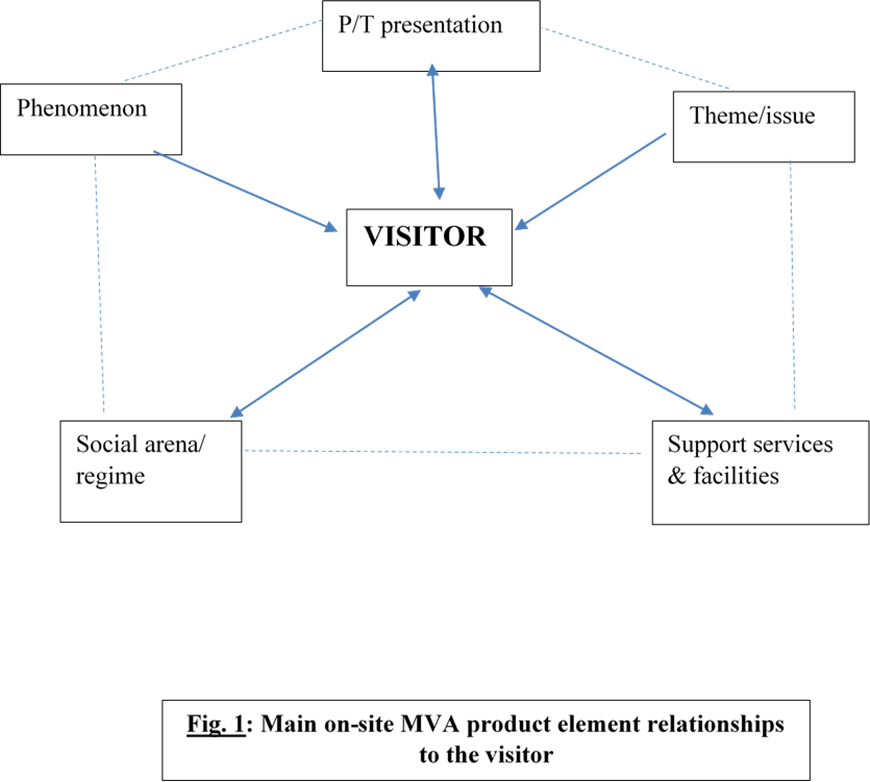 P/T presentation
Phenomenon
Theme/issue
VISITOR
Social arena/
regime
Support services
& facilities
Fig. 1: Main on-site MVA product element relationships
to the visitor